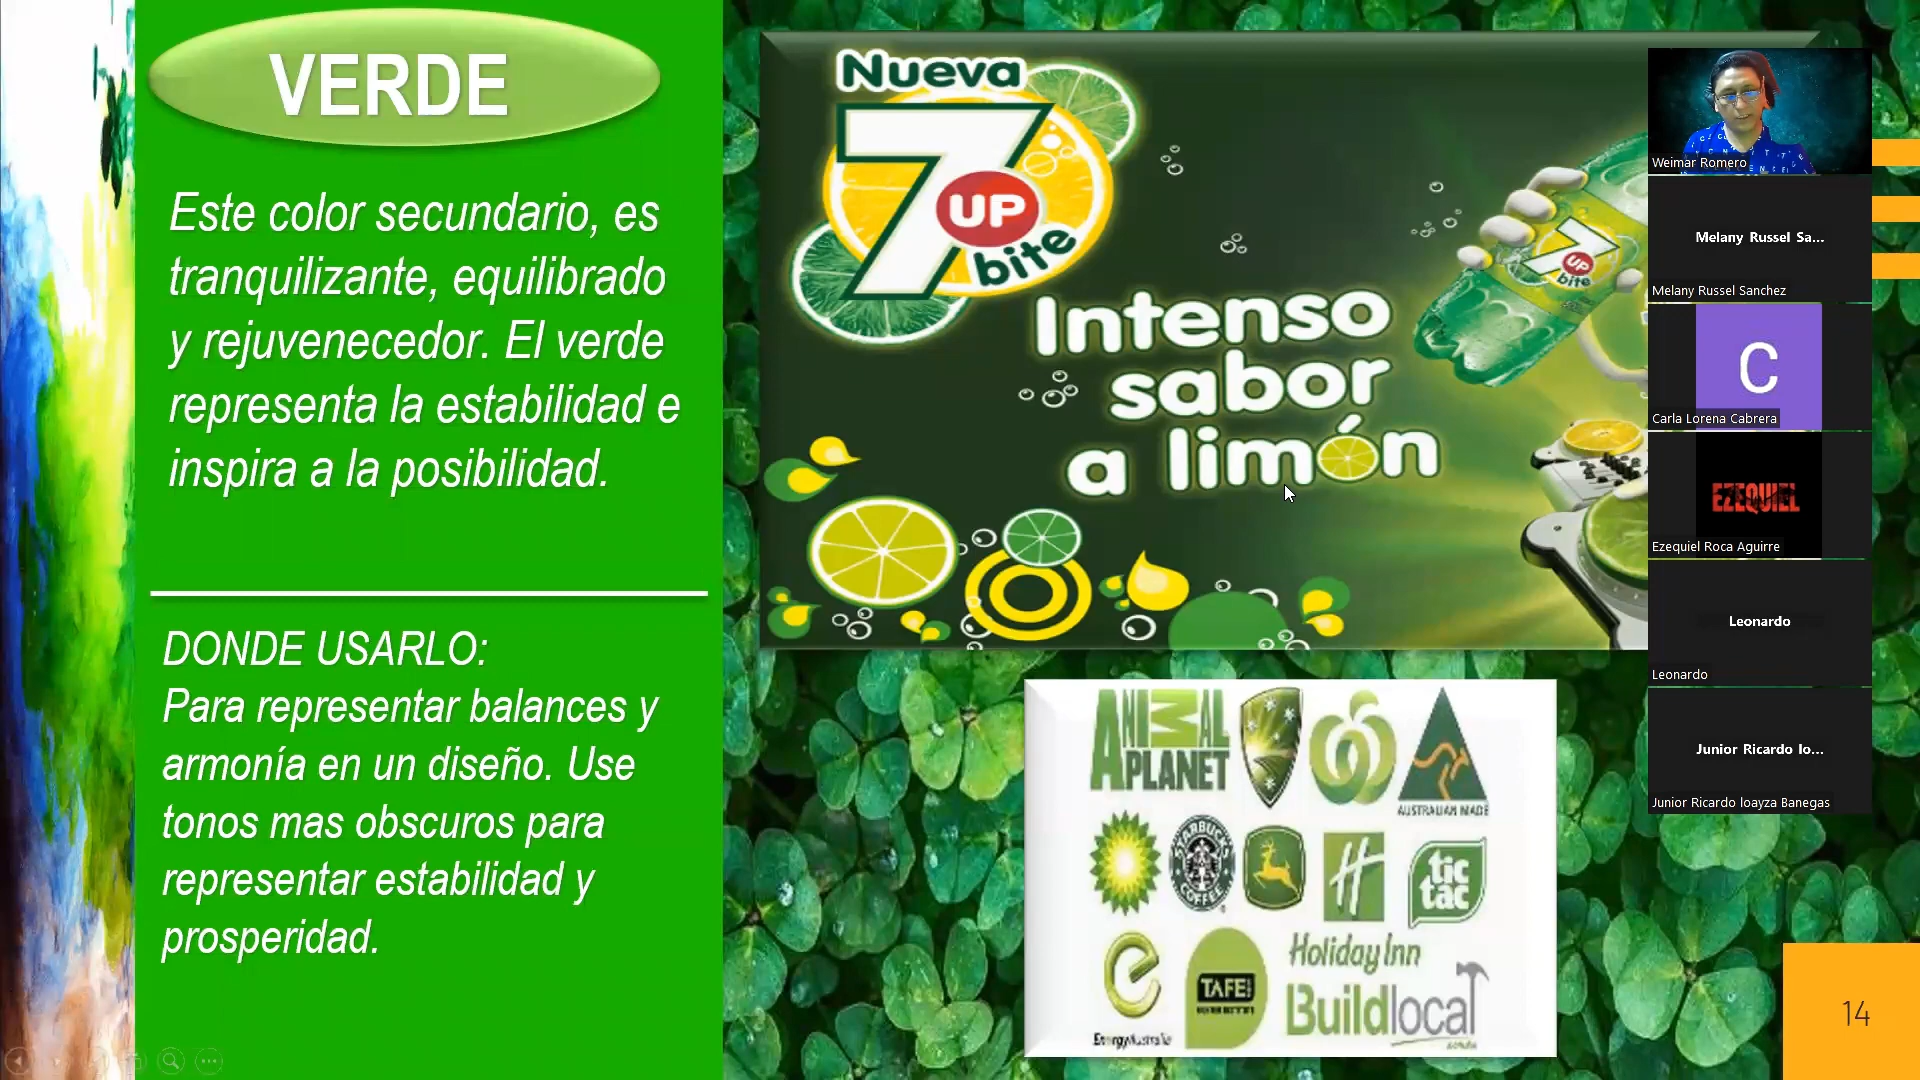 VERDE
Este color secundario, es
tranquilizante, equilibrado
y rejuvenecedor. El verde
representa la estabilidad e
inspira a la posibilidad.
DONDE USARLO:
Para representar balances y
armonía en un diseño. Use
tonos mas obscuros para
representar estabilidad y
prosperidad.
Nueva
7
UP
bite
Intenso
sabor
a limón
7
UP
bite
ANIMAL
PLANET
AUSTRALIAN MADE
STARBUCKS
COFFEE
H
tic
tac
e
EnergyAustralia
TAFE
Holiday Inn
Buildlocal
Weimar Romero
Melany Russel Sa...
Melany Russel Sanchez
C
Carla Lorena Cabrera
EZEQUIEL
Ezequiel Roca Aguirre
Leonardo
Leonardo
Junior Ricardo lo...
Junior Ricardo loayza Banegas
14